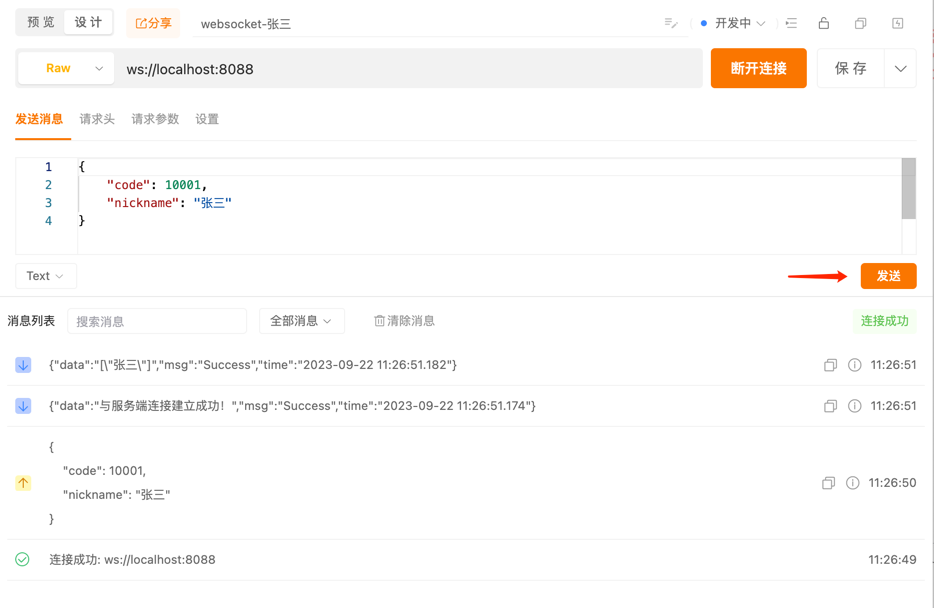 预 览 设 计 分享 websocket-张三 开发中
Raw ws://localhost:8088 断开连接 保 存
发送消息 请求头 请求参数 设置
1 {
2 "code": 10001,
3 "nickname": "张三"
4 }
Text 发送
消息列表 搜索消息 全部消息 清除消息 连接成功
{"data":"[\"张三\"]","msg":"Success","time":"2023-09-22 11:26:51.182"} 11:26:51
{"data":"与服务端连接建立成功！","msg":"Success","time":"2023-09-22 11:26:51.174"} 11:26:51
{
"code": 10001,
"nickname": "张三"
11:26:50
}
连接成功: ws://localhost:8088 11:26:49